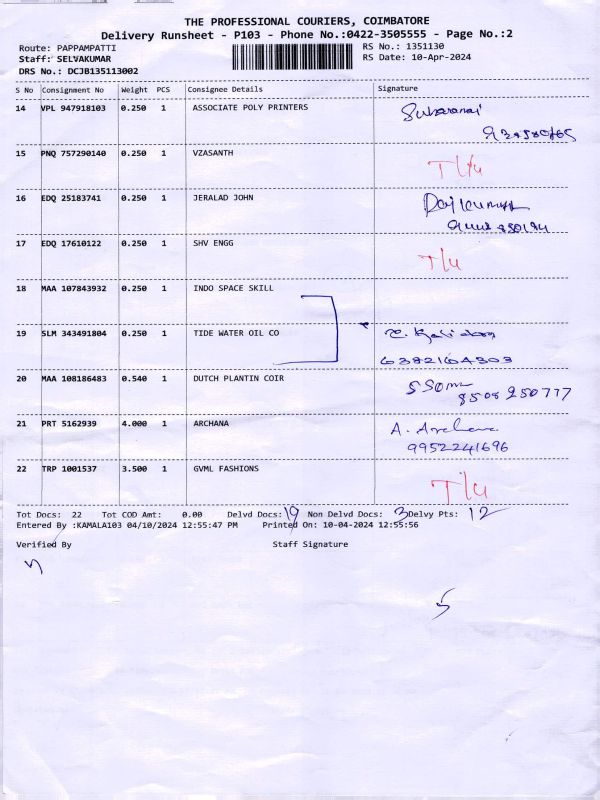 THE PROFESSIONAL COURIERS, COIMBATORE
Delivery Runsheet - P103 - Phone No.:0422-3505555 - Page No.:2
Route: PAPPAMPATTI RS No.: 1351130
Staff: SELVAKUMAR RS Date: 10-Apr-2024
DRS No.: DCJB135113002
S No Consignment No Weight PCS Consignee Details Signature
14 VPL 947918103 0.250 1 ASSOCIATE POLY PRINTERS
15 PNQ 757290140 0.250 1 VZASANTH T/4
16 EDQ 25183741 0.250 1 JERALAD JOHN
17 EDQ 17610122 0.250 1 SHV ENGG T/4
18 MAA 107843932 0.250 1 INDO SPACE SKILL
19 SLM 343491804 0.250 1 TIDE WATER OIL CO
6382164303
20 MAA 108186483 0.540 1 DUTCH PLANTIN COIR
8508250777
21 PRT 5162939 4.000 1 ARCHANA A. Archana
9952241696
22 TRP 1001537 3.500 1 GVML FASHIONS T/4
Tot Docs: 22 Tot COD Amt: 0.00 Delvd Docs: 19 Non Delvd Docs: 3 Delvy Pts: 12
Entered By :KAMALA103 04/10/2024 12:55:47 PM Printed On: 10-04-2024 12:55:56
Verified By Staff Signature